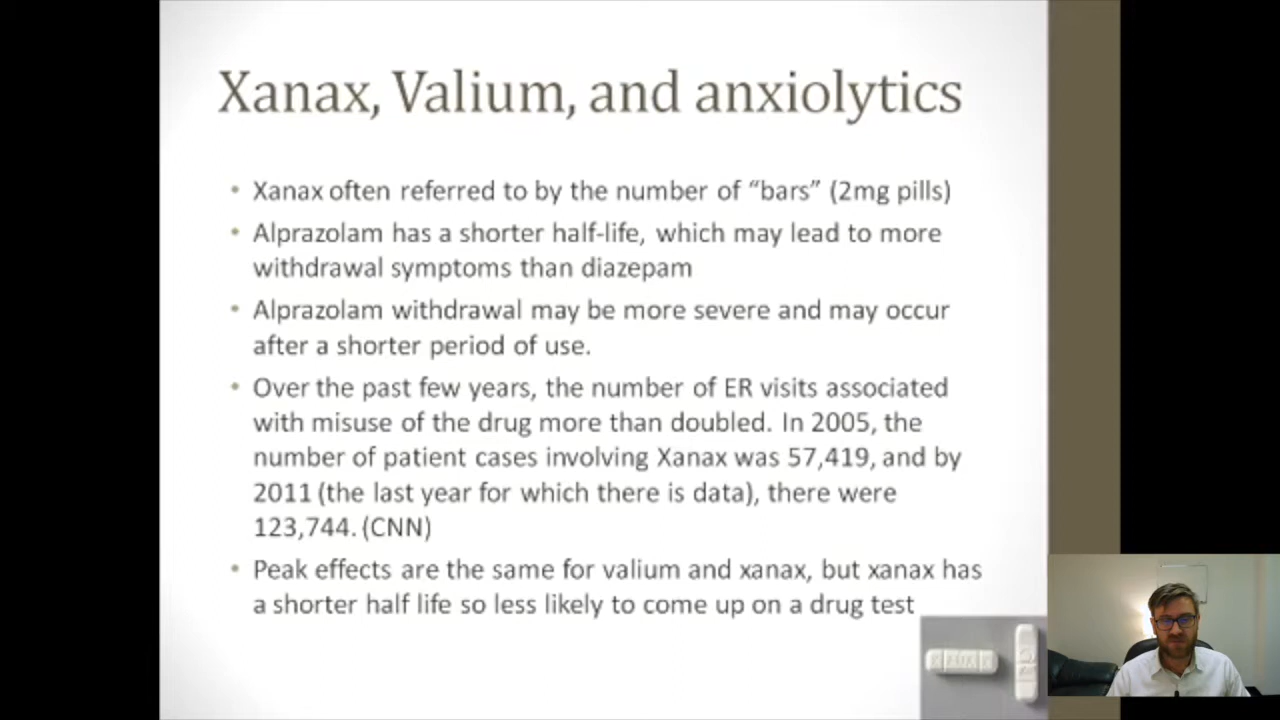 Xanax, Valium, and anxiolytics
• Xanax often referred to by the number of “bars” (2mg pills)
• Alprazolam has a shorter half-life, which may lead to more
withdrawal symptoms than diazepam
• Alprazolam withdrawal may be more severe and may occur
after a shorter period of use.
• Over the past few years, the number of ER visits associated
with misuse of the drug more than doubled. In 2005, the
number of patient cases involving Xanax was 57,419, and by
2011 (the last year for which there is data), there were
123,744. (CNN)
• Peak effects are the same for valium and xanax, but xanax has
a shorter half life so less likely to come up on a drug test